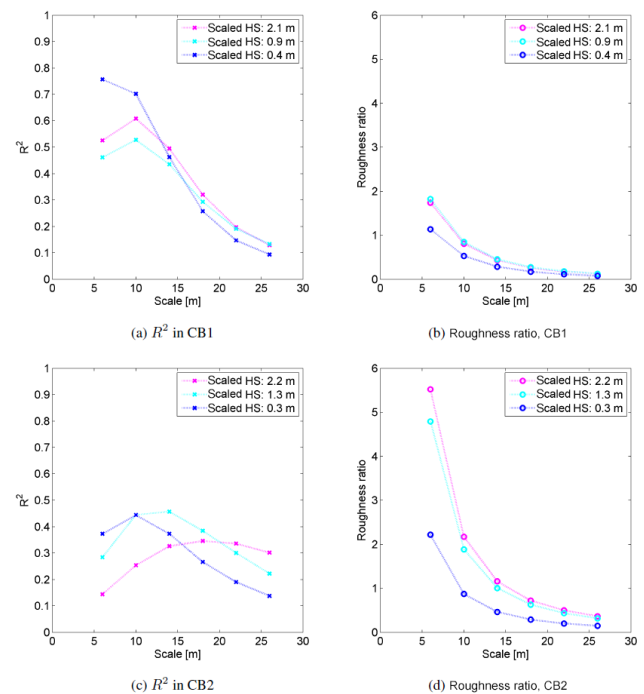 1
0.9
0.8
0.7
0.6
0.5
0.4
0.3
0.2
0.1
0
R²
0 5 10 15 20 25 30
Scale [m]
Scaled HS: 2.1 m
Scaled HS: 0.9 m
Scaled HS: 0.4 m
(a) R² in CB1
6
5
4
3
2
1
0
Roughness ratio
0 5 10 15 20 25 30
Scale [m]
Scaled HS: 2.1 m
Scaled HS: 0.9 m
Scaled HS: 0.4 m
(b) Roughness ratio, CB1
1
0.9
0.8
0.7
0.6
0.5
0.4
0.3
0.2
0.1
0
R²
0 5 10 15 20 25 30
Scale [m]
Scaled HS: 2.2 m
Scaled HS: 1.3 m
Scaled HS: 0.3 m
(c) R² in CB2
6
5
4
3
2
1
0
Roughness ratio
0 5 10 15 20 25 30
Scale [m]
Scaled HS: 2.2 m
Scaled HS: 1.3 m
Scaled HS: 0.3 m
(d) Roughness ratio, CB2